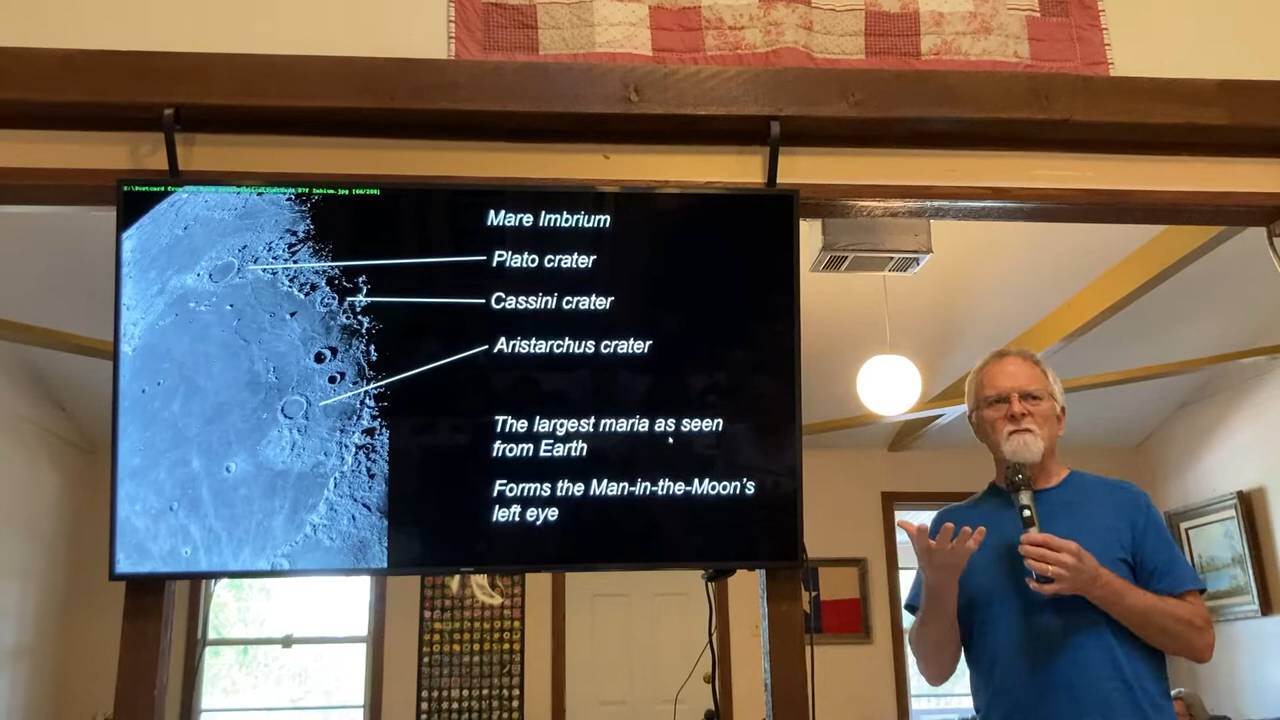 Mare Imbrium
Plato crater
Cassini crater
Aristarchus crater
The largest maria as seen
from Earth
Forms the Man-in-the-Moon's
left eye